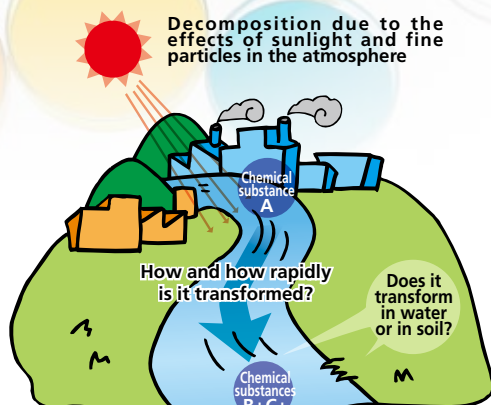 Decomposition due to the
effects of sunlight and fine
particles in the atmosphere
Chemical
substance
A
How and how rapidly
is it transformed?
Does it
transform
in water
or in soil?
Chemical
substances
B+C+